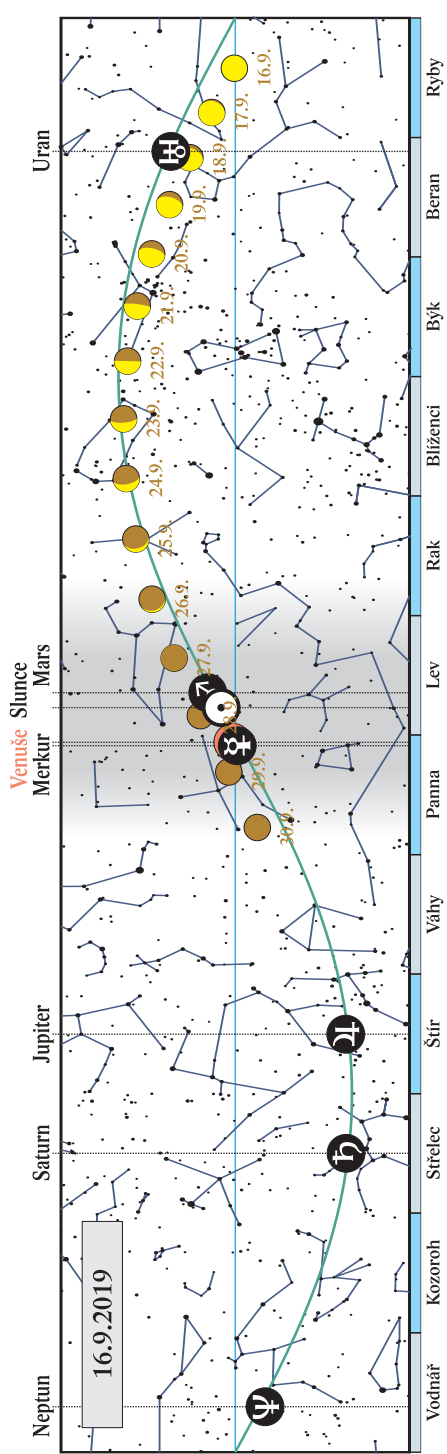 Venuše
Neptun Saturn Jupiter Merkur Slunce Mars Uran
16.9.2019
30.9. 29.9. 28.9. 27.9. 26.9. 25.9. 24.9. 23.9. 22.9. 21.9. 20.9. 19.9. 18.9. 17.9. 16.9.
Vodnář Kozoroh Střelec Štír Váhy Panna Lev Rak Blíženci Býk Beran Ryby